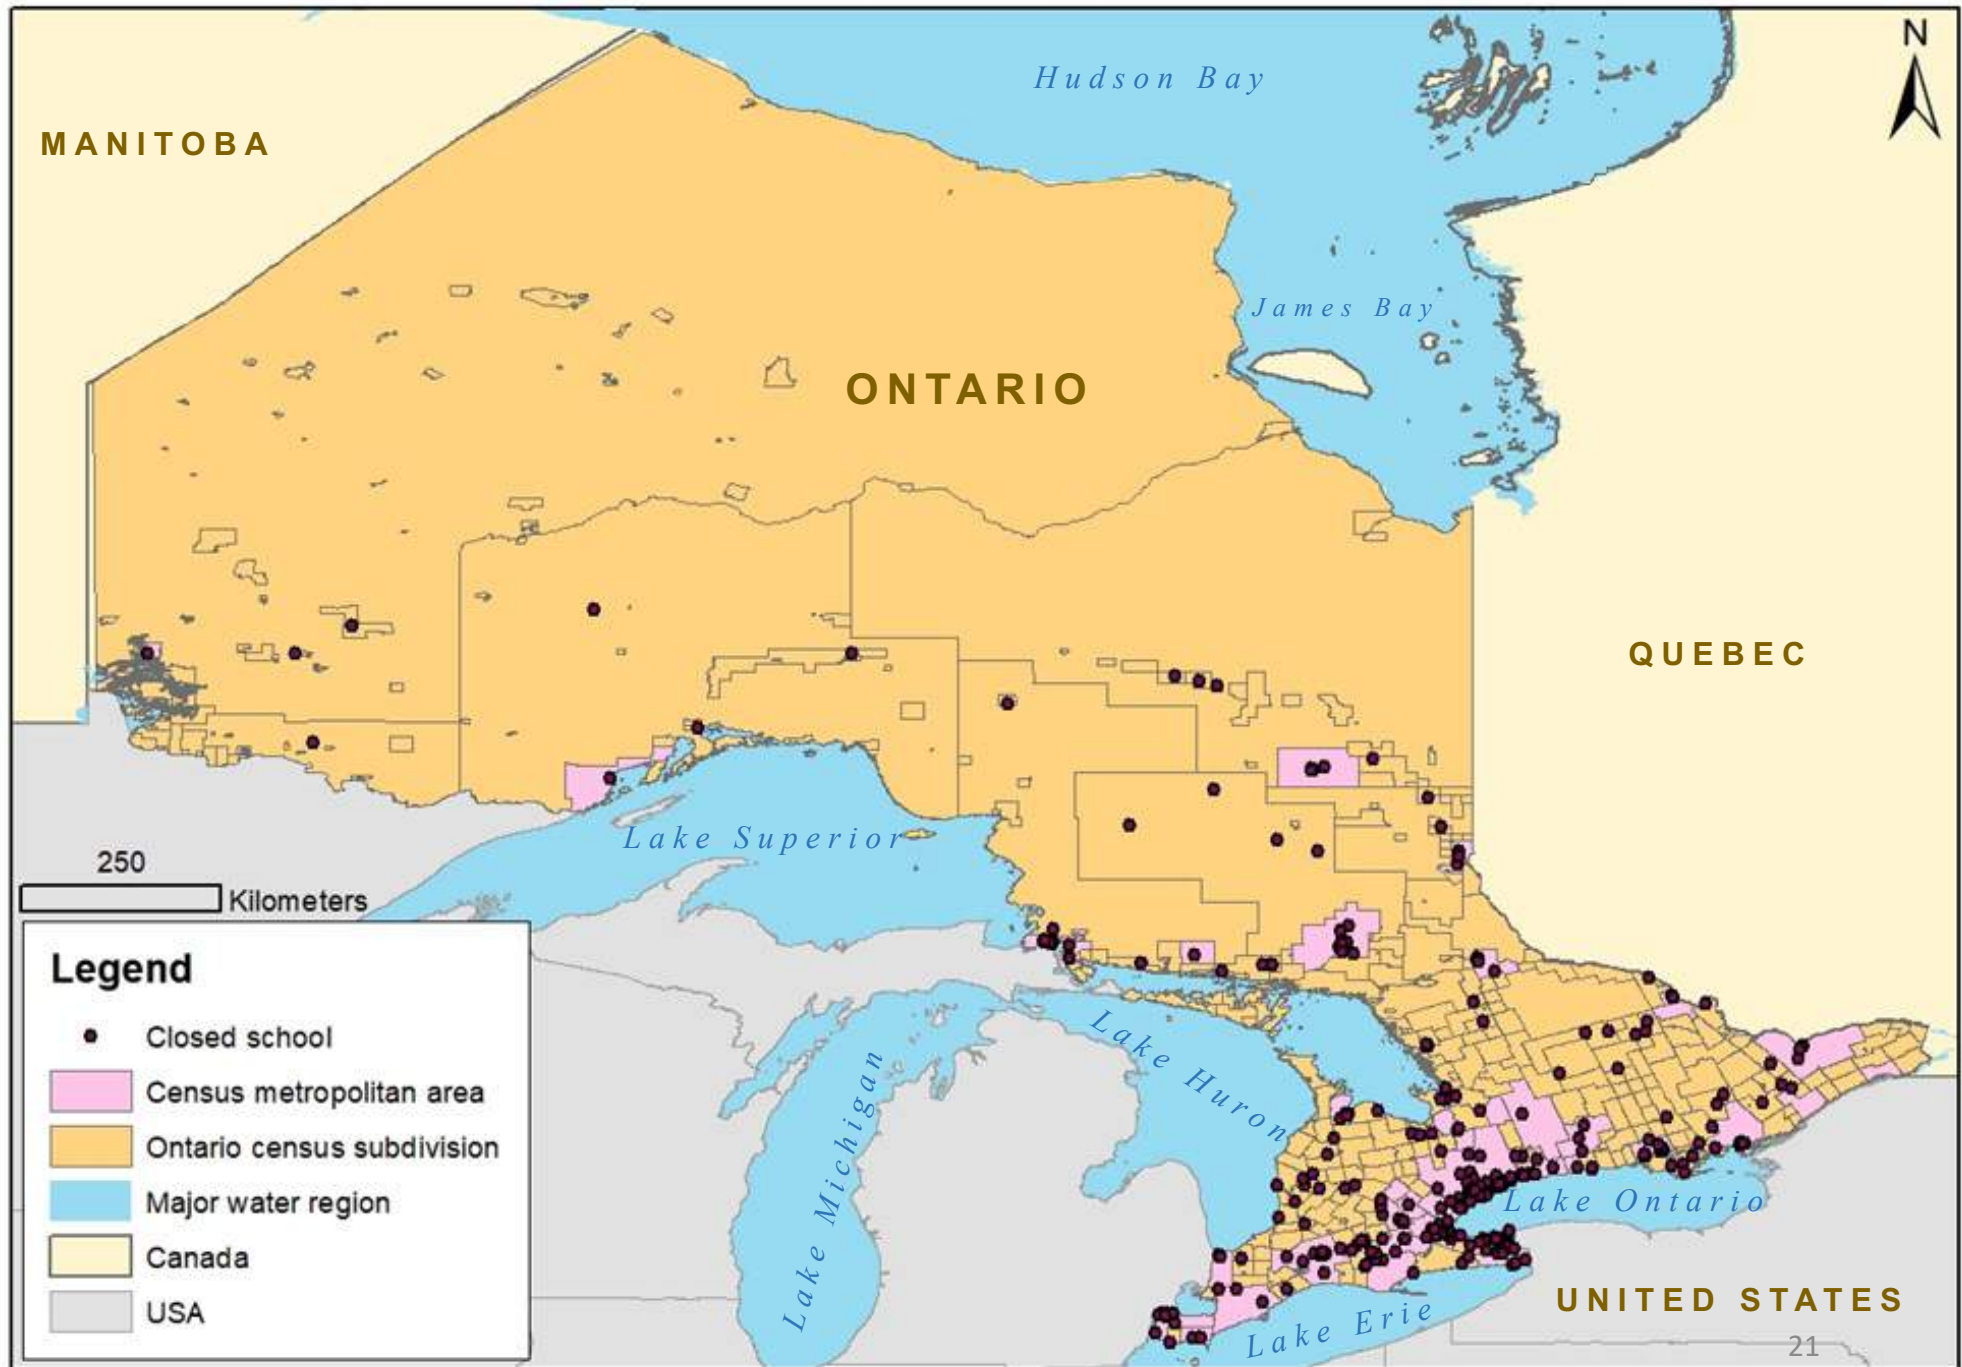 N
Hudson Bay
MANITOBA
James Bay
ONTARIO
QUEBEC
Lake Superior
250
Kilometers
Legend
Closed school
Census metropolitan area
Ontario census subdivision
Major water region
Canada
USA
Lake Michigan
Lake Huron
Lake Ontario
Lake Erie
UNITED STATES
21